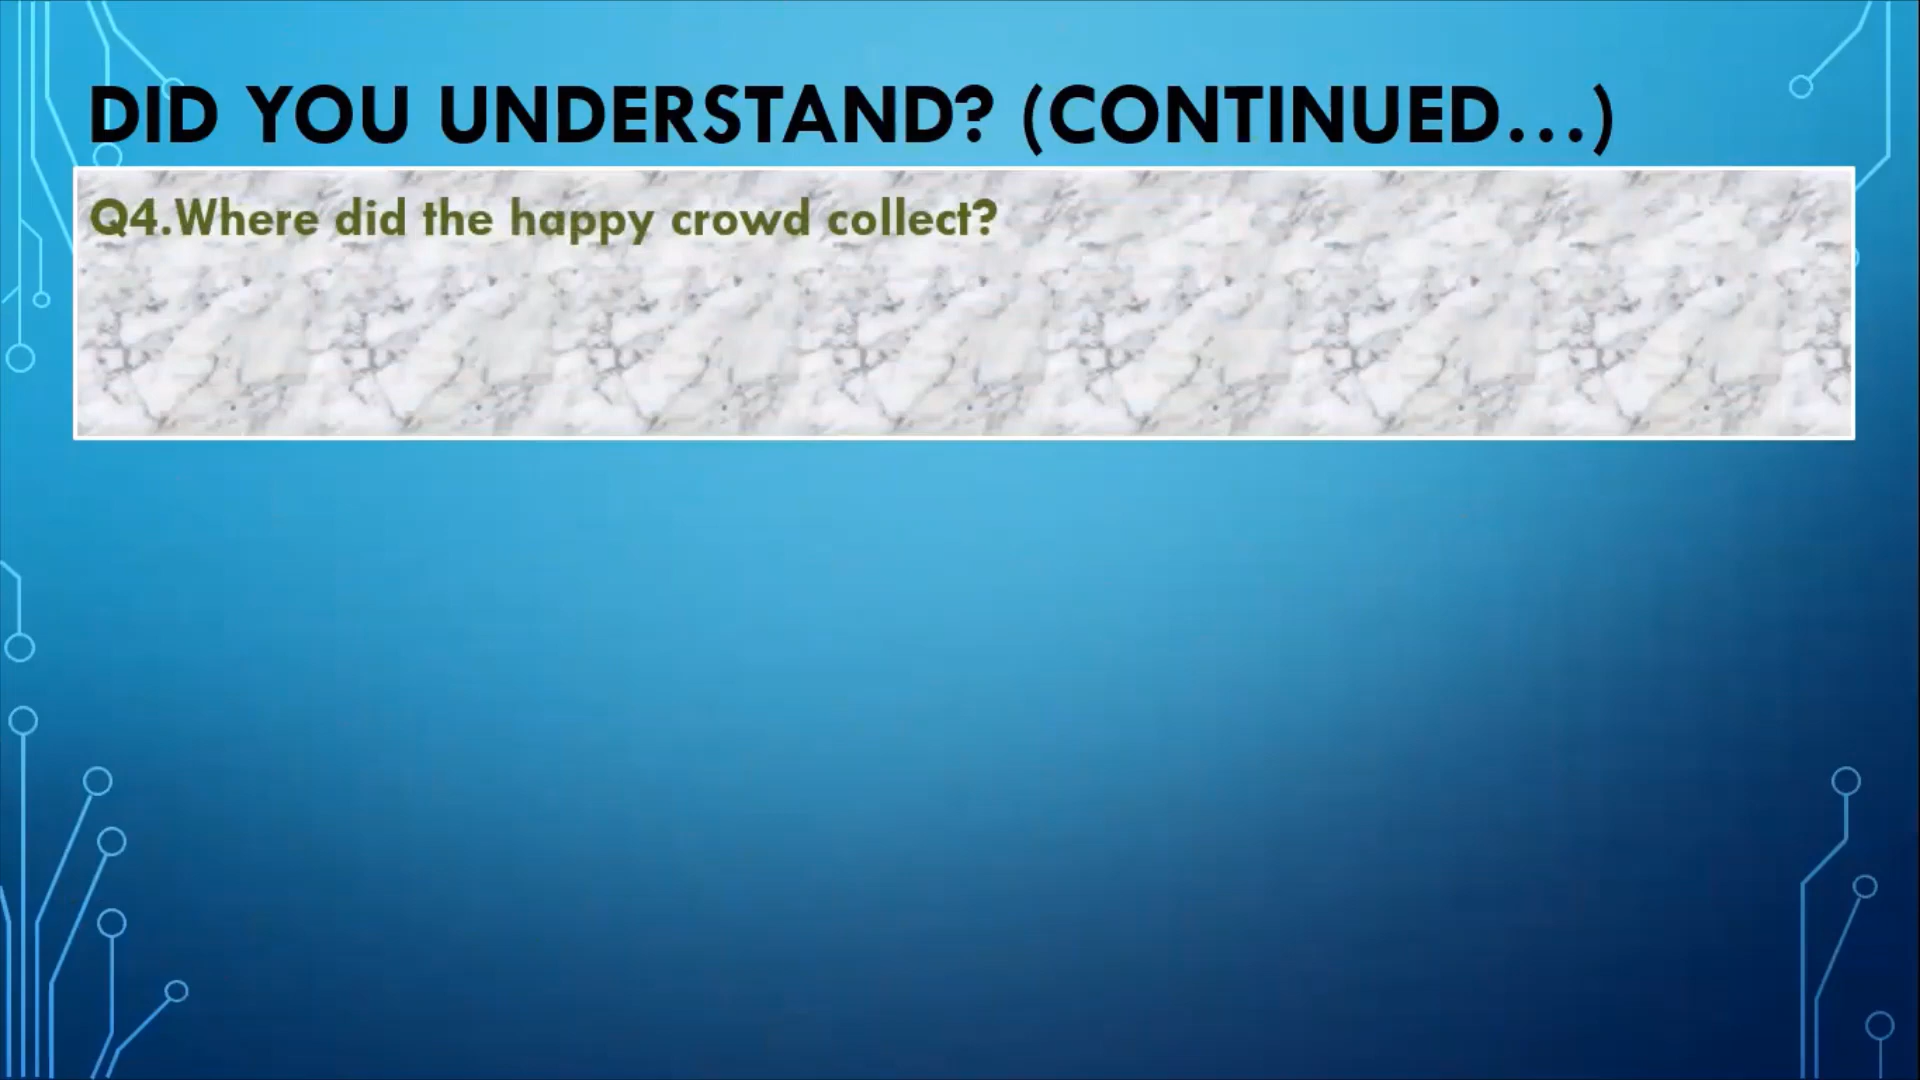 DID YOU UNDERSTAND? (CONTINUED...)
Q4.Where did the happy crowd collect?